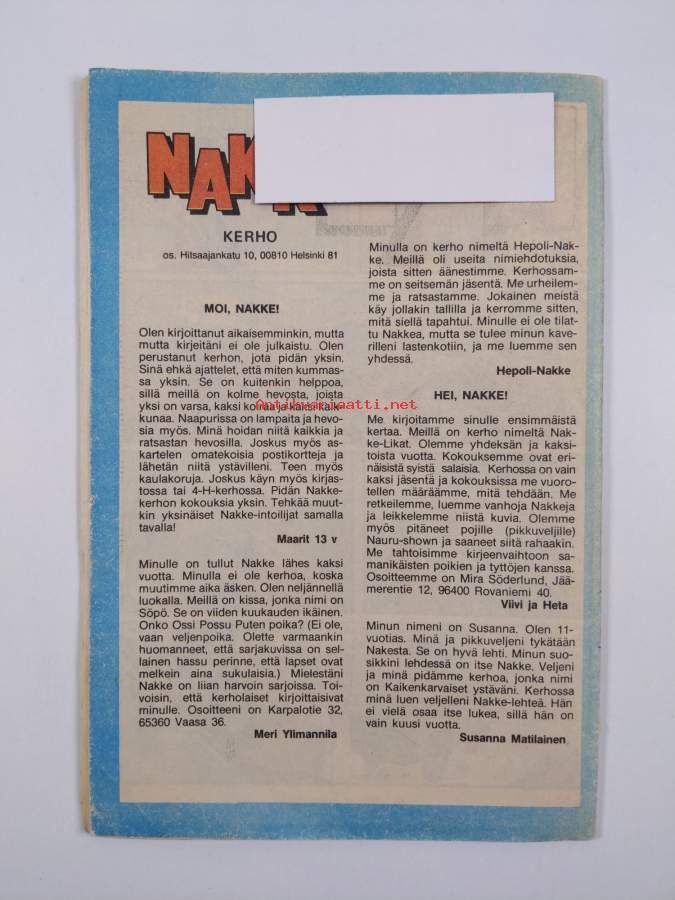 NAKK
KERHO
os. Hitsaajankatu 10, 00810 Helsinki 81
MOI, NAKKE!
Olen kirjoittanut aikaisemminkin, mutta
mutta kirjeitäni ei ole julkaistu. Olen
perustanut kerhon, jota pidän yksin.
Sinä ehkä ajattelet, että miten kummas-
sa yksin. Se on kuitenkin helppoa,
sillä meillä on kolme hevosta, joista
yksi on varsa, kaksi koiraa ja kaksi kalk-
kunaa. Naapurissa on lampaita ja hevo-
sia myös. Minä hoidan niitä kaikkia ja
ratsastan hevosilla. Joskus myös as-
kartelen omatekoisia postikortteja ja
lähetän niitä ystävilleni. Teen myös
kaulakoruja. Joskus käyn myös kirjas-
tossa tai 4-H-kerhossa. Pidän Nakke-
kerhon kokouksia yksin. Tehkää muut-
kin yksinäiset Nakke-intoilijat samalla
tavalla!
Maarit 13 v
Minulle on tullut Nakke lähes kaksi
vuotta. Minulla ei ole kerhoa, koska
muutimme aika äsken. Olen neljännellä
luokalla. Meillä on kissa, jonka nimi on
Söpö. Se on viiden kuukauden ikäinen.
Onko Ossi Possu Puten poika? (Ei ole,
vaan veljenpoika. Olette varmaankin
huomanneet, että sarjakuvissa on sel-
lainen hassu perinne, että lapset ovat
melkein aina sukulaisia.) Mielestäni
Nakke on liian harvoin sarjoissa. Toi-
voisin, että kerholaiset kirjoittaisivat
minulle. Osoitteeni on Karpalotie 32,
65360 Vaasa 36.
Meri Ylimannila
Minulla on kerho nimeltä Hepoli-Nak-
ke. Meillä oli useita nimiehdotuksia,
joista sitten äänestimme. Kerhossam-
me on seitsemän jäsentä. Me urheilem-
me ja ratsastamme. Jokainen meistä
käy jollakin tallilla ja kerromme sitten,
mitä siellä tapahtui. Minulle ei ole tilat-
tu Nakkea, mutta se tulee minun kave-
rilleni lastenkotiin, ja me luemme sen
yhdessä.
Hepoli-Nakke
HEI, NAKKE!
Me kirjoitamme sinulle ensimmäistä
kertaa. Meillä on kerho nimeltä Nak-
ke-Likat. Olemme yhdeksän ja kaksi-
toista vuotta. Kokouksemme ovat eri-
näisistä syistä salaisia. Kerhossa on vain
kaksi jäsentä ja kokouksissa me vuoro-
tellen määräämme, mitä tehdään. Me
retkeilemme, luemme vanhoja Nakkeja
ja leikkelemme niistä kuvia. Olemme
myös pitäneet pojille (pikkuveljille)
Nauru-shown ja saaneet siitä rahaakin.
Me tahtoisimme kirjeenvaihtoon sa-
manikäisten poikien ja tyttöjen kanssa.
Osoitteemme on Mira Söderlund, Jää-
merentie 12, 96400 Rovaniemi 40.
Viivi ja Heta
Minun nimeni on Susanna. Olen 11-
vuotias. Minä ja pikkuveljeni tykätään
Nakesta. Se on hyvä lehti. Minun suo-
sikkini lehdessä on itse Nakke. Veljeni
ja minä pidämme kerhoa, jonka nimi
on Kaikenkarvaiset Ystäväni. Kerhossa
minä luen veljelleni Nakke-lehteä. Hän
ei vielä osaa itse lukea, sillä hän on
vain kuusi vuotta.
Susanna Matilainen
Antikvariaatti.net